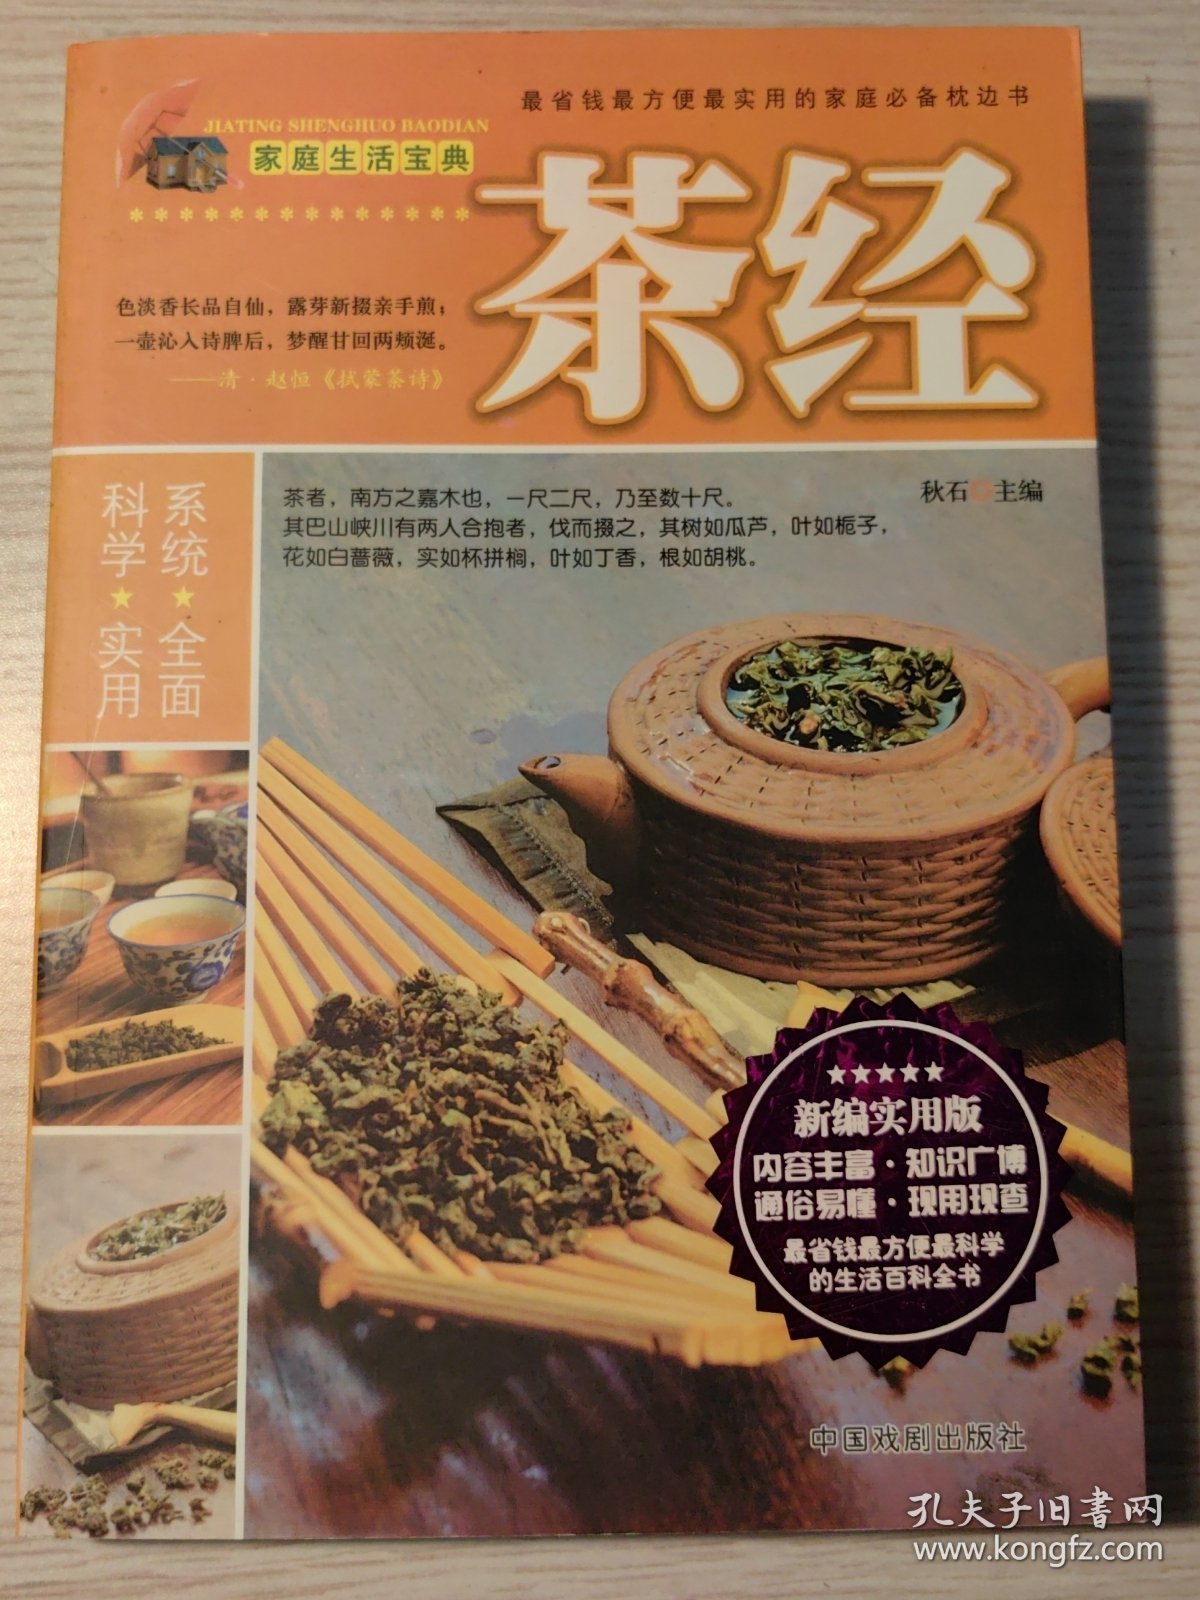 最省钱最方便最实用的家庭必备枕边书
JIATING SHENGHUO BAODIAN
家庭生活宝典
茶经
色淡香长品自仙，露芽新掇亲手煎；
一壶沁入诗脾后，梦醒甘回两颊涎。
——清·赵恒《拭蒙茶诗》
系统★全面
科学★实用
茶者，南方之嘉木也，一尺二尺，乃至数十尺。
其巴山峡川有两人合抱者，伐而掇之，其树如瓜芦，叶如栀子，
花如白蔷薇，实如栟榈，叶如丁香，根如胡桃。
秋石 主编
★★★★★
新编实用版
内容丰富·知识广博
通俗易懂·现用现查
最省钱最方便最科学
的生活百科全书
中国戏剧出版社
孔夫子旧书网
www.kongfz.com